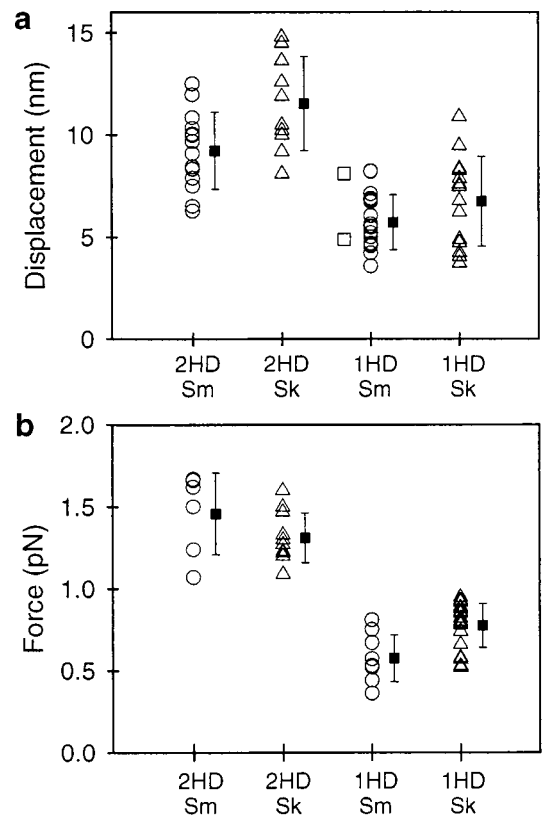 a
15
10
5
0
Displacement (nm)
2HD 2HD 1HD 1HD
Sm Sk Sm Sk
b
2.0
1.5
1.0
0.5
0.0
Force (pN)
2HD 2HD 1HD 1HD
Sm Sk Sm Sk